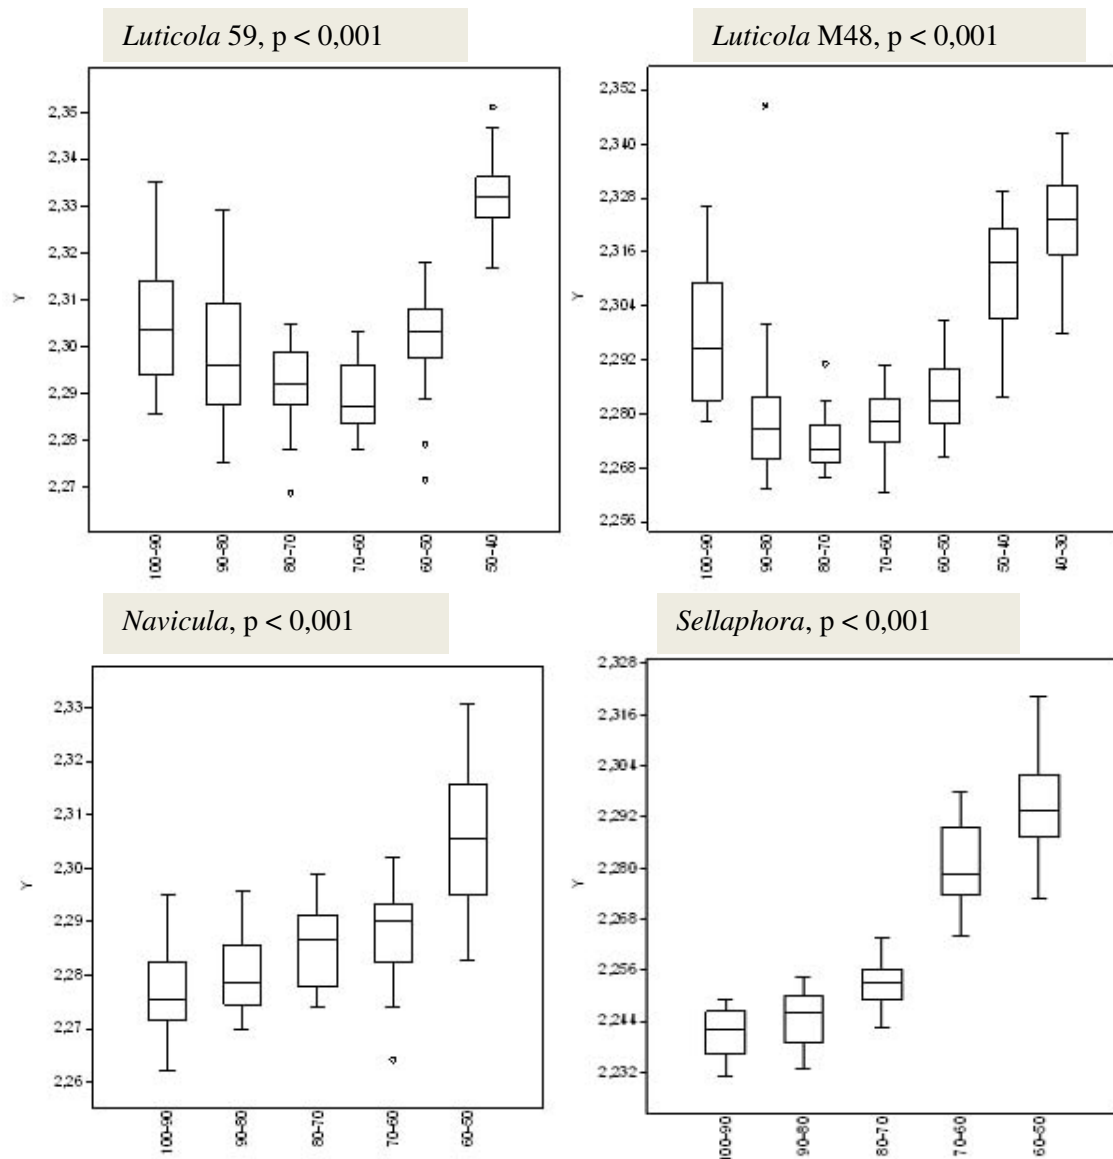 Luticola 59, p < 0,001
2,35
2,34
2,33
2,32
2,31
2,30
2,29
2,28
2,27
Y
100-90 90-80 80-70 70-60 60-50 50-40
Luticola M48, p < 0,001
2,352
2,340
2,328
2,316
2,304
2,292
2,280
2,268
2,256
Y
100-90 90-80 80-70 70-60 60-50 50-40 40-30
Navicula, p < 0,001
2,33
2,32
2,31
2,30
2,29
2,28
2,27
2,26
Y
100-90 90-80 80-70 70-60 60-50
Sellaphora, p < 0,001
2,328
2,316
2,304
2,292
2,280
2,268
2,256
2,244
2,232
Y
100-90 90-80 80-70 70-60 60-50